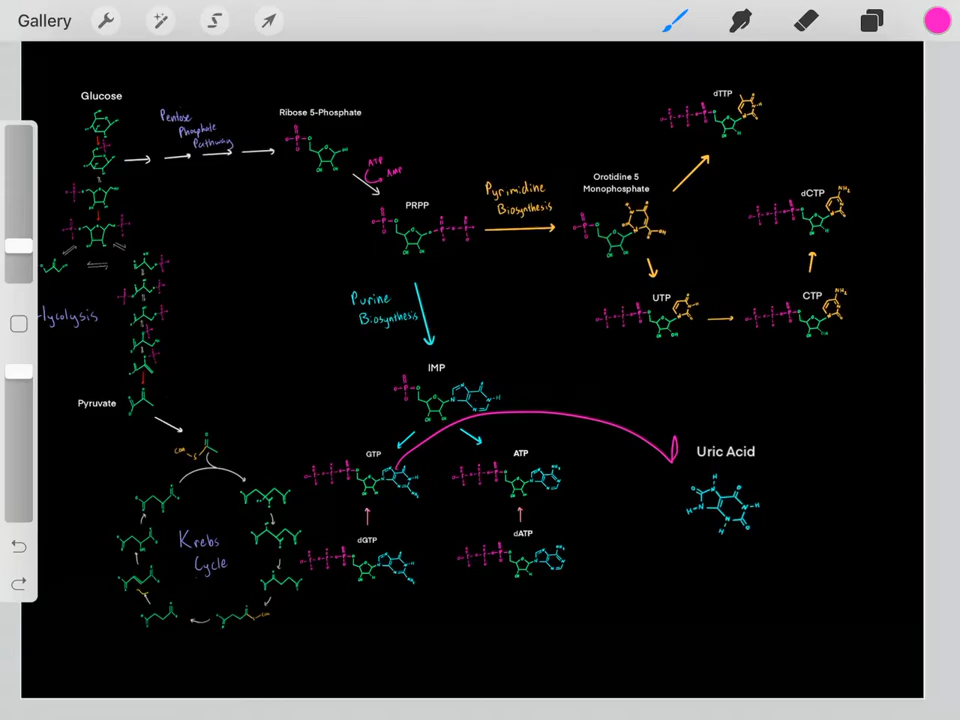 Gallery
Glucose
Pentose
Phosphate
Pathway
Ribose 5-Phosphate
ATP
AMP
PRPP
Pyrimidine
Biosynthesis
Orotidine 5
Monophosphate
dTTP
dCTP
UTP
CTP
Purine
Biosynthesis
lycolysis
Pyruvate
IMP
GTP
ATP
dGTP
dATP
Uric Acid
Krebs
Cycle